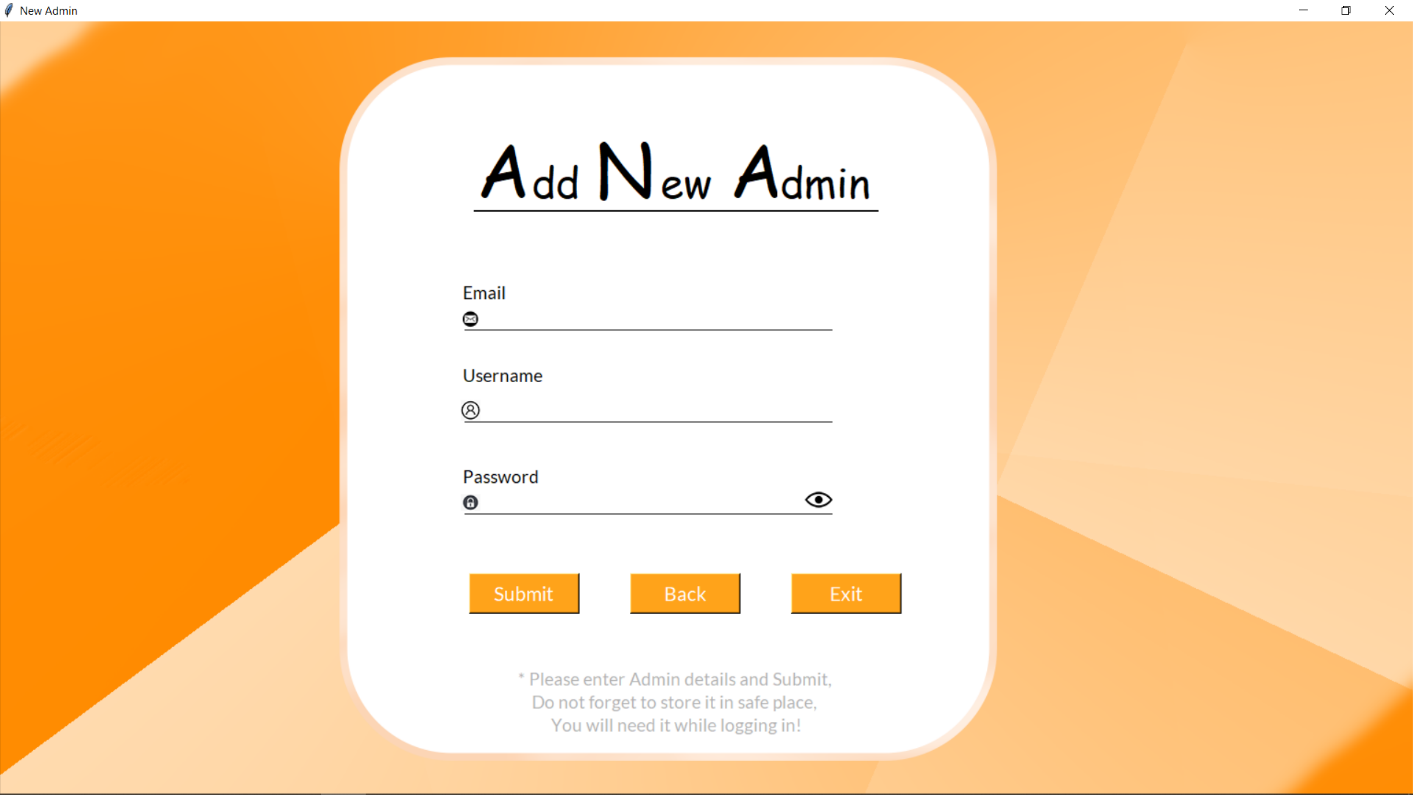 New Admin
Add New Admin
Email
Username
Password
Submit Back Exit
* Please enter Admin details and Submit,
Do not forget to store it in safe place,
You will need it while logging in!